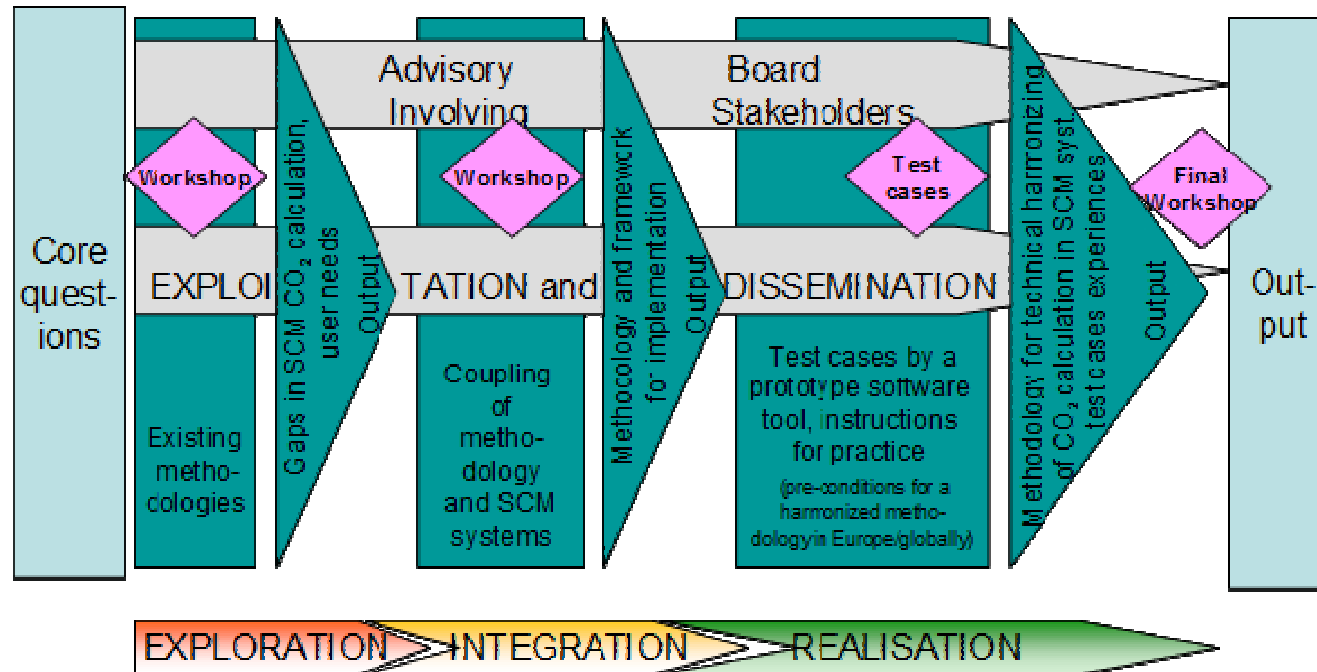 Advisory Board
Involving Stakeholders
Workshop
Workshop
Test
cases
Final
Workshop
Core
quest-
ions
EXPLOITATION and DISSEMINATION
Out-
put
Existing
metho-
dologies
Gaps in SCM CO₂ calculation,
user needs
Output
Coupling
of
metho-
dology
and SCM
systems
Methocology and framework
for implementation
Output
Test cases by a
prototype software
tool, instructions
for practice
(pre-conditions for a
harmonized metho-
dology in Europe/globally)
Methodology for technical harmonizing
of CO₂ calculation in SCM syst.
test cases experiences
Output
EXPLORATION INTEGRATION REALISATION